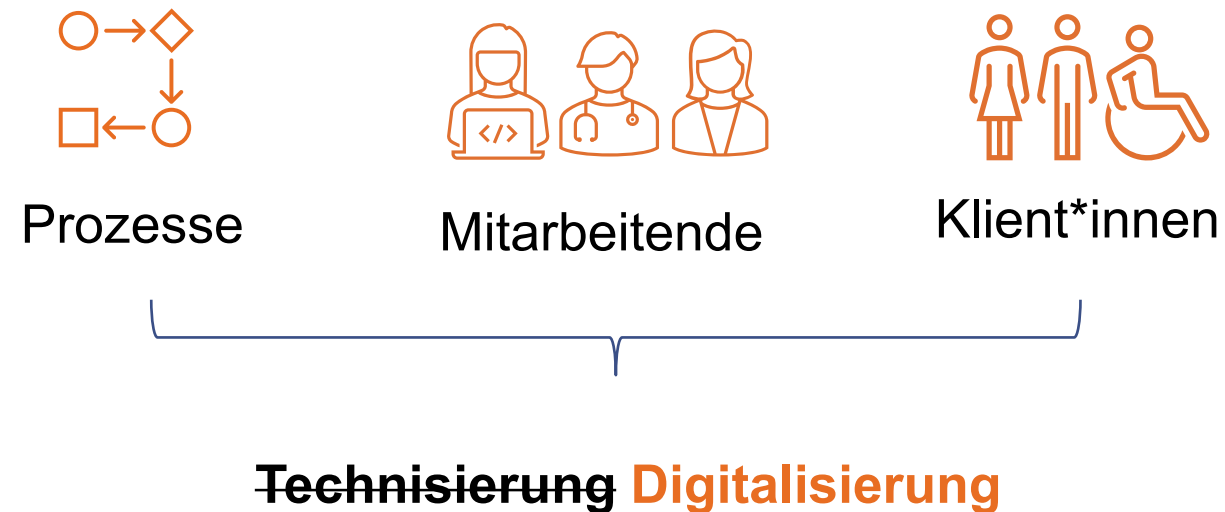 </>
Prozesse
Mitarbeitende
Klient*innen
Technisierung Digitalisierung